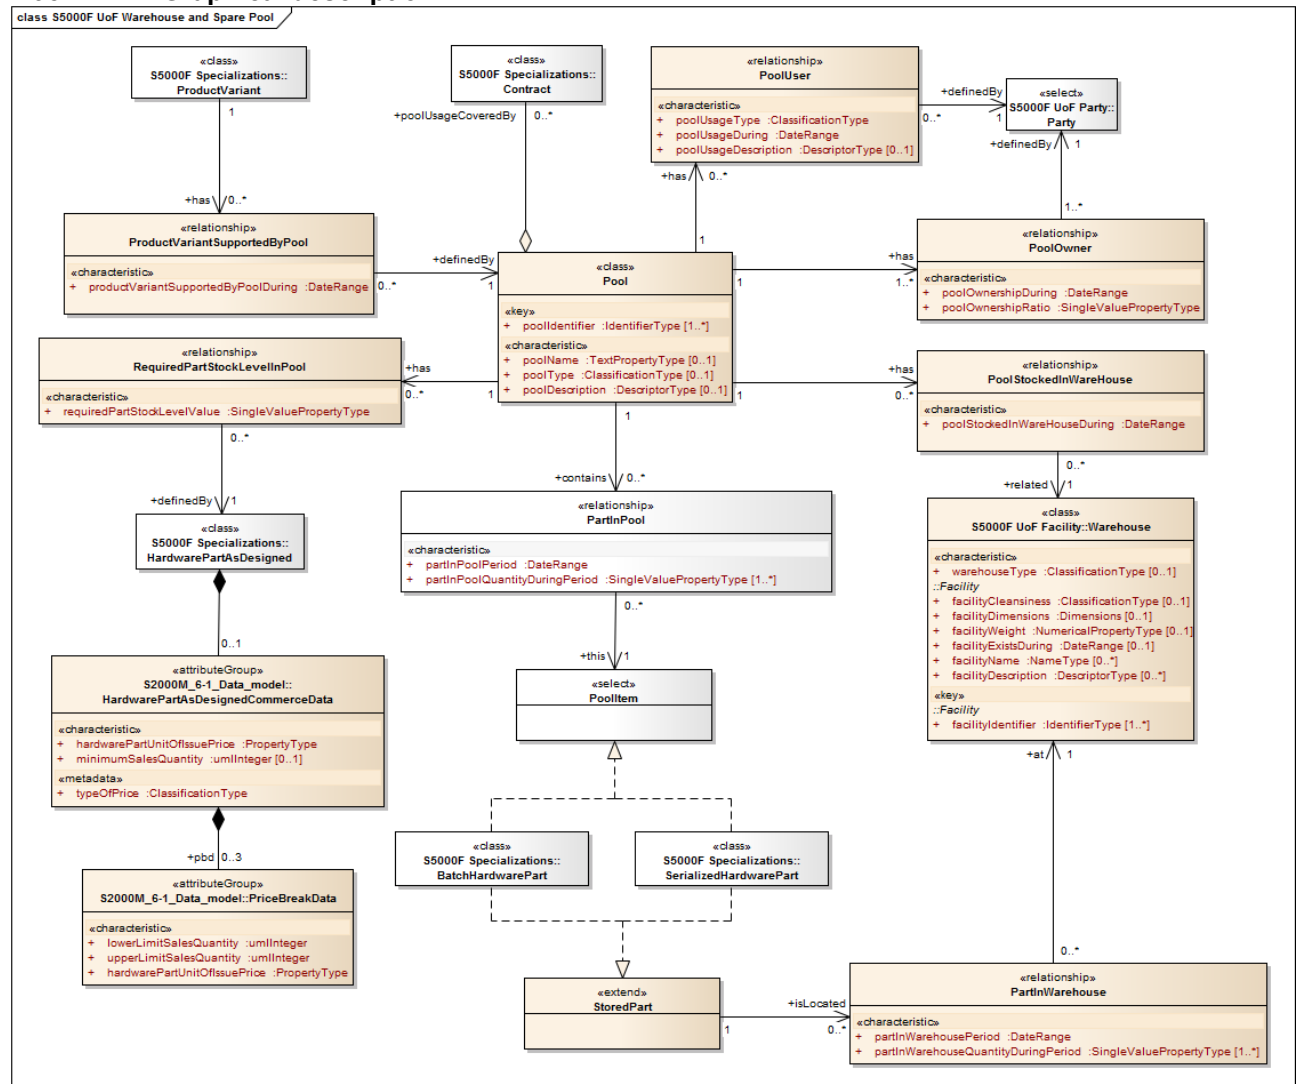 class S5000F UoF Warehouse and Spare Pool
«class»
S5000F Specializations::
ProductVariant
1
+has
0..*
«class»
S5000F Specializations::
Contract
+poolUsageCoveredBy
0..*
«relationship»
PoolUser
«characteristic»
+ poolUsageType :ClassificationType
+ poolUsageDuring :DateRange
+ poolUsageDescription :DescriptorType [0..1]
+definedBy
0..*
1
«select»
S5000F UoF Party::
Party
+definedBy
1
1..*
+has
0..*
1
«relationship»
ProductVariantSupportedByPool
«characteristic»
+ productVariantSupportedByPoolDuring :DateRange
+definedBy
0..*
1
«class»
Pool
«key»
+ poolIdentifier :IdentifierType [1..*]
«characteristic»
+ poolName :TextPropertyType [0..1]
+ poolType :ClassificationType [0..1]
+ poolDescription :DescriptorType [0..1]
+has
1
1..*
«relationship»
PoolOwner
«characteristic»
+ poolOwnershipDuring :DateRange
+ poolOwnershipRatio :SingleValuePropertyType
«relationship»
RequiredPartStockLevelInPool
«characteristic»
+ requiredPartStockLevelValue :SingleValuePropertyType
+has
0..*
1
+has
1
0..*
«relationship»
PoolStockedInWareHouse
«characteristic»
+ poolStockedInWareHouseDuring :DateRange
0..*
+definedBy
1
1
+contains
0..*
0..*
+related
1
«class»
S5000F Specializations::
HardwarePartAsDesigned
0..1
«relationship»
PartInPool
«characteristic»
+ partInPoolPeriod :DateRange
+ partInPoolQuantityDuringPeriod :SingleValuePropertyType [1..*]
0..*
+this
1
«class»
S5000F UoF Facility::Warehouse
«characteristic»
+ warehouseType :ClassificationType [0..1]
::Facility
+ facilityCleansiness :ClassificationType [0..1]
+ facilityDimensions :Dimensions [0..1]
+ facilityWeight :NumericalPropertyType [0..1]
+ facilityExistsDuring :DateRange [0..1]
+ facilityName :NameType [0..*]
+ facilityDescription :DescriptorType [0..*]
«key»
::Facility
+ facilityIdentifier :IdentifierType [1..*]
«attributeGroup»
S2000M_6-1_Data_model::
HardwarePartAsDesignedCommerceData
«characteristic»
+ hardwarePartUnitOfIssuePrice :PropertyType
+ minimumSalesQuantity :umlInteger [0..1]
«metadata»
+ typeOfPrice :ClassificationType
«select»
PoolItem
+at
1
+pbd
0..3
«class»
S5000F Specializations::
BatchHardwarePart
«class»
S5000F Specializations::
SerializedHardwarePart
«attributeGroup»
S2000M_6-1_Data_model::PriceBreakData
«characteristic»
+ lowerLimitSalesQuantity :umlInteger
+ upperLimitSalesQuantity :umlInteger
+ hardwarePartUnitOfIssuePrice :PropertyType
0..*
«extend»
StoredPart
+isLocated
1
0..*
«relationship»
PartInWarehouse
«characteristic»
+ partInWarehousePeriod :DateRange
+ partInWarehouseQuantityDuringPeriod :SingleValuePropertyType [1..*]